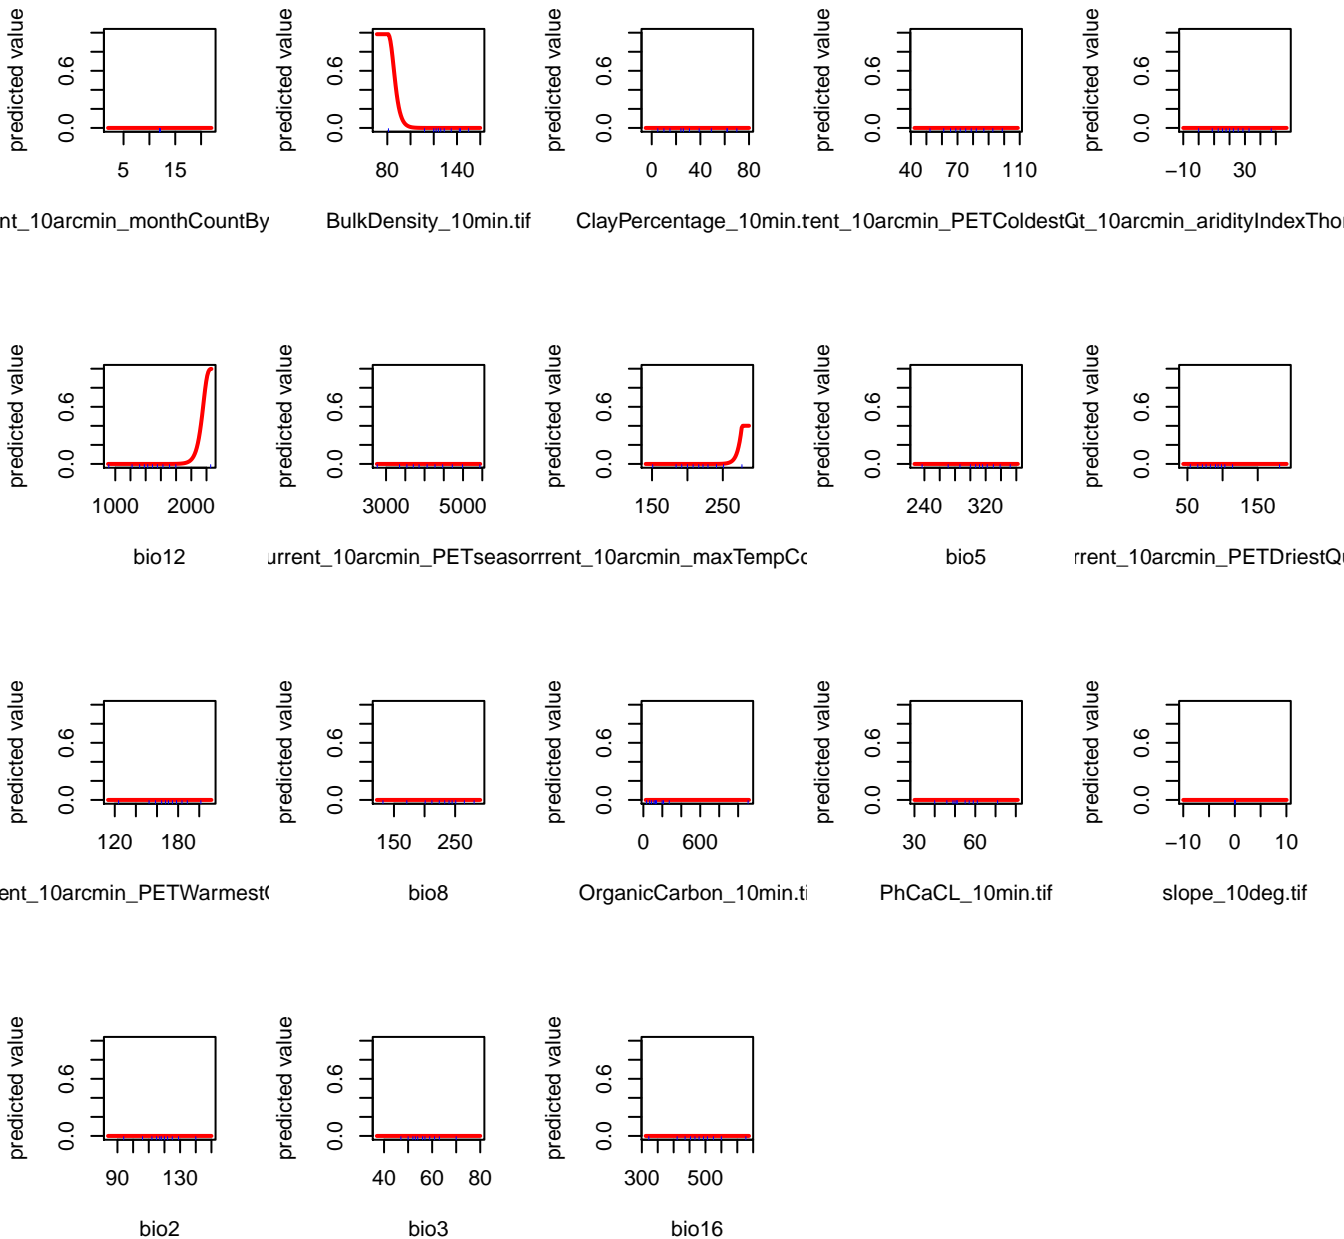 predicted value predicted value predicted value predicted value predicted value
0.0 0.6 0.0 0.6 0.0 0.6 0.0 0.6 0.0 0.6
5 15 80 140 0 40 80 40 70 110 −10 30
nt_10arcmin_monthCountBy BulkDensity_10min.tif ClayPercentage_10min.t rent_10arcmin_PETColdestQ t_10arcmin_aridityIndexThor
predicted value predicted value predicted value predicted value predicted value
0.0 0.6 0.0 0.6 0.0 0.6 0.0 0.6 0.0 0.6
1000 2000 3000 5000 150 250 240 320 50 150
bio12 urrent_10arcmin_PETseason rrent_10arcmin_maxTempCo bio5 rrent_10arcmin_PETDriestQu
predicted value predicted value predicted value predicted value predicted value
0.0 0.6 0.0 0.6 0.0 0.6 0.0 0.6 0.0 0.6
120 180 150 250 0 600 30 60 −10 0 10
ent_10arcmin_PETWarmestQ bio8 OrganicCarbon_10min.ti PhCaCL_10min.tif slope_10deg.tif
predicted value predicted value predicted value
0.0 0.6 0.0 0.6 0.0 0.6
90 130 40 60 80 300 500
bio2 bio3 bio16